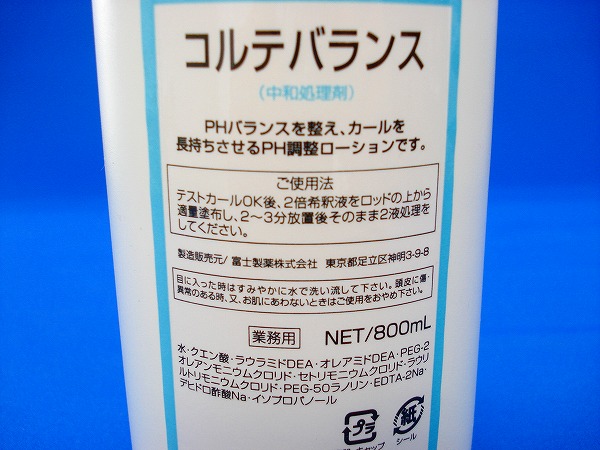 コルテバランス
(中和処理剤)
PHバランスを整え、カールを
長持ちさせるPH調整ローションです。
ご使用法
テストカールOK後、2倍希釈液をロッドの上から
適量塗布し、2〜3分放置後そのまま2液処理を
してください。
製造販売元/富士製薬株式会社 東京都足立区神明3-9-8
目に入った時はすみやかに水で洗い流して下さい。頭皮に傷・
異常のある時、又、お肌にあわないときはご使用をおやめ下さい。
業務用 NET/800mL
水・クエン酸・ラウラミドDEA・オレアミドDEA・PEG-2
オレアンモニウムクロリド・セトリモニウムクロリド・ラウリ
ルトリモニウムクロリド・PEG-50ラノリン・EDTA-2Na・
デヒドロ酢酸Na・イソプロパノール
プラ 紙
キャップ シール